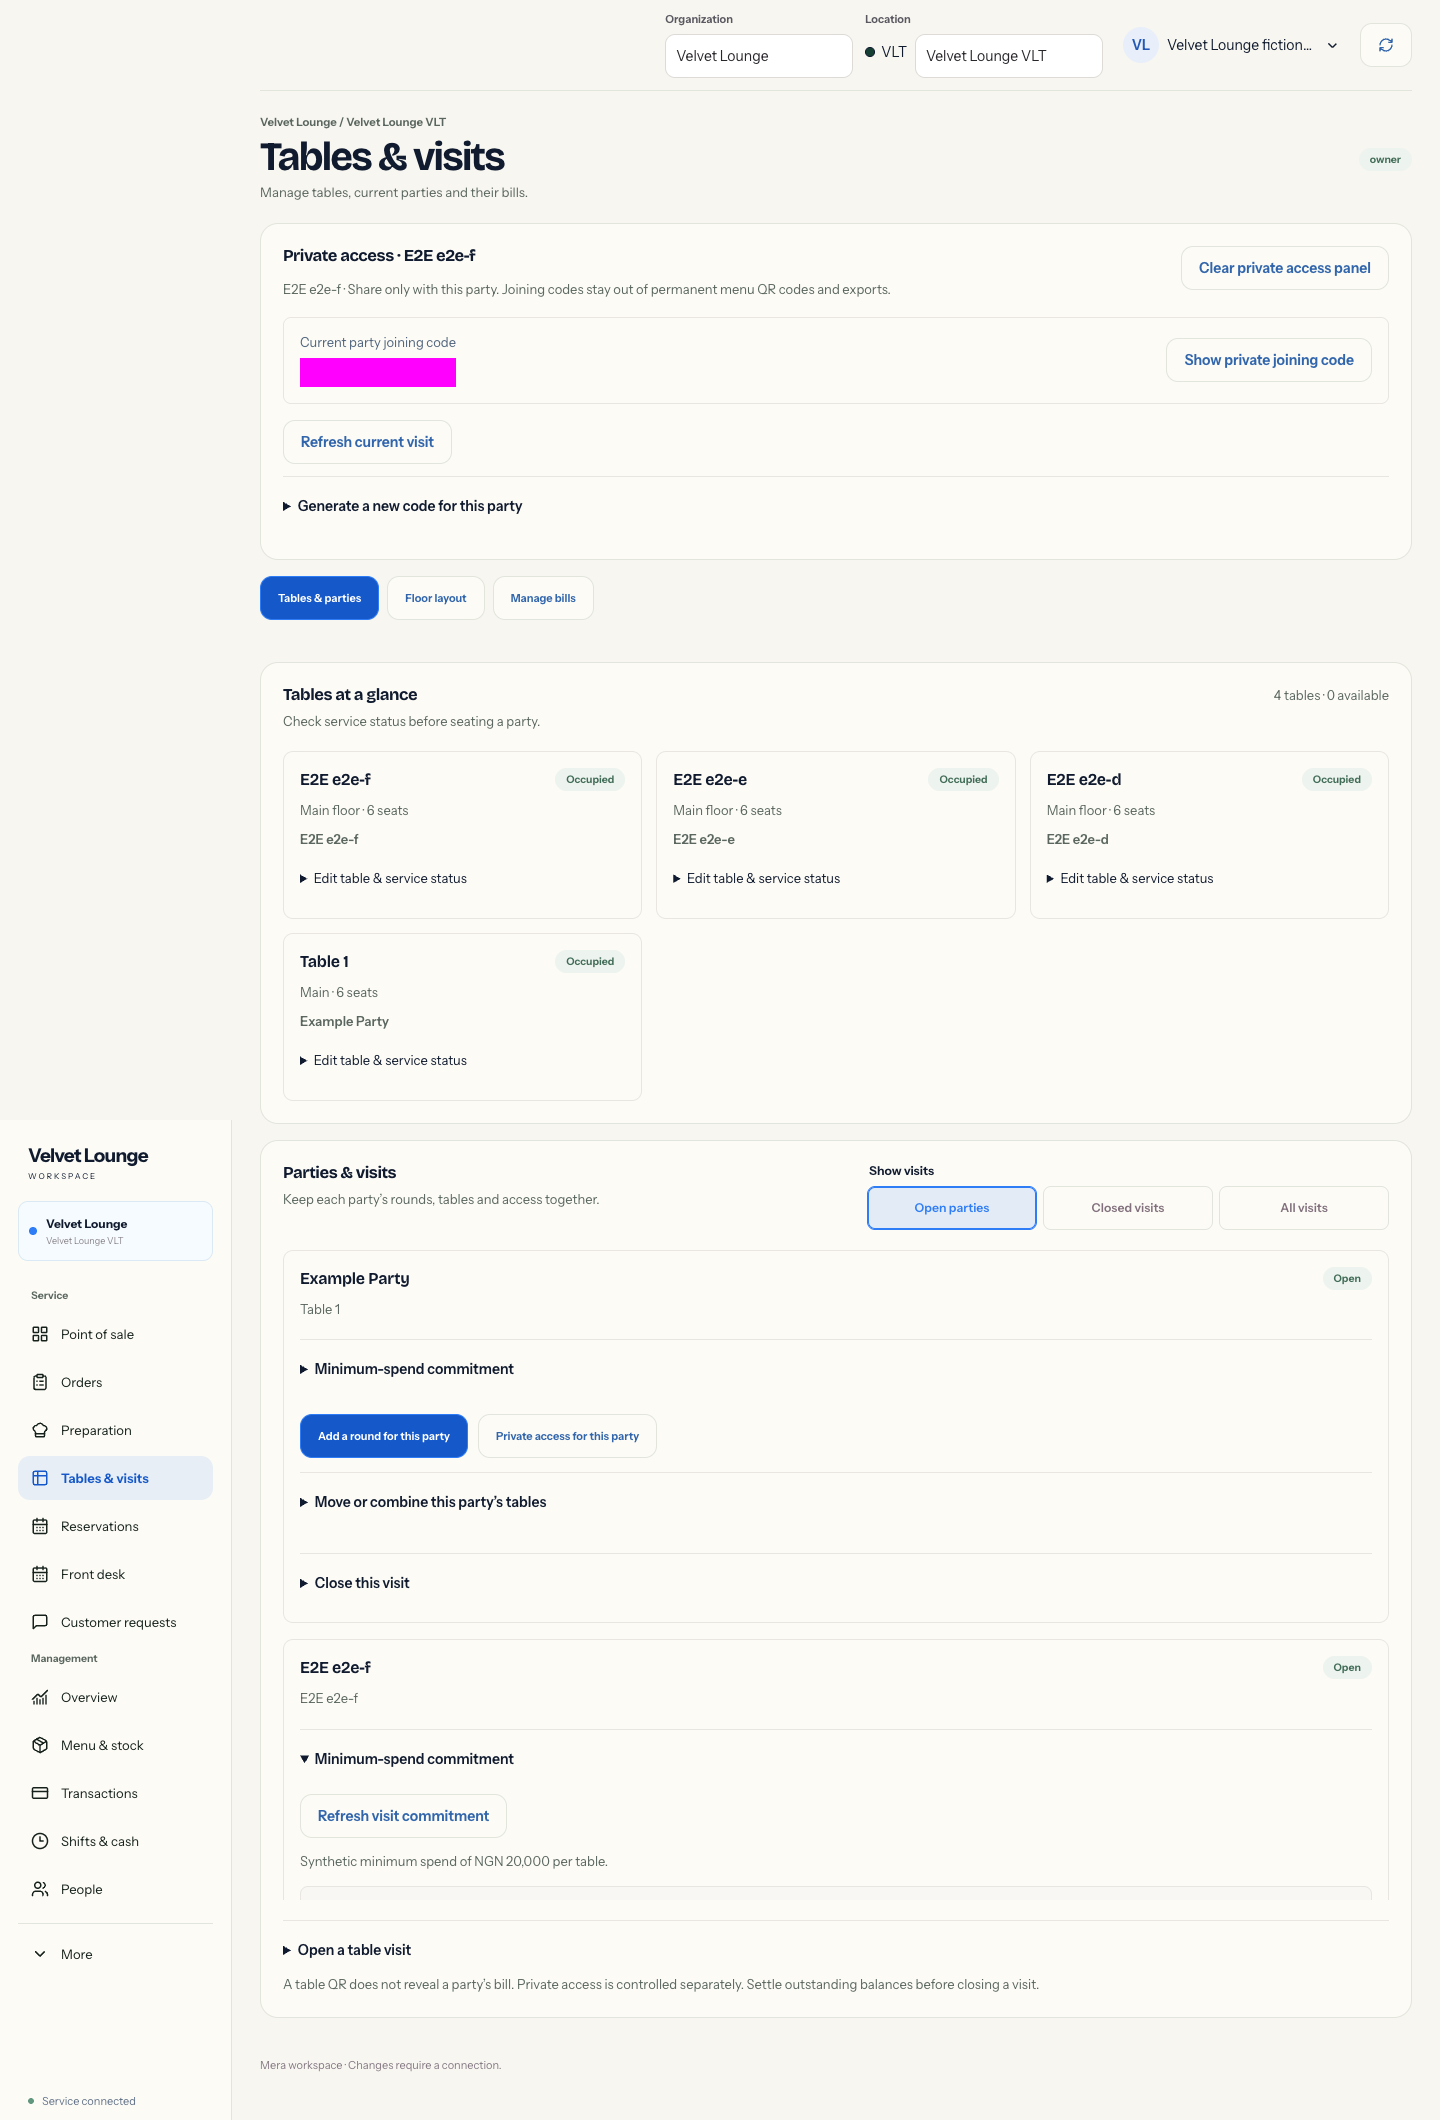 Organization
Velvet Lounge
Location
VLT
Velvet Lounge VLT
VL
Velvet Lounge fiction...
Velvet Lounge / Velvet Lounge VLT
Tables & visits
owner
Manage tables, current parties and their bills.
Private access · E2E e2e-f
Clear private access panel
E2E e2e-f · Share only with this party. Joining codes stay out of permanent menu QR codes and exports.
Current party joining code
Show private joining code
Refresh current visit
Generate a new code for this party
Tables & parties
Floor layout
Manage bills
Tables at a glance
4 tables · 0 available
Check service status before seating a party.
E2E e2e-f
Occupied
Main floor · 6 seats
E2E e2e-f
Edit table & service status
E2E e2e-e
Occupied
Main floor · 6 seats
E2E e2e-e
Edit table & service status
E2E e2e-d
Occupied
Main floor · 6 seats
E2E e2e-d
Edit table & service status
Table 1
Occupied
Main · 6 seats
Example Party
Edit table & service status
Velvet Lounge
WORKSPACE
Velvet Lounge
Velvet Lounge VLT
Service
Point of sale
Orders
Preparation
Tables & visits
Reservations
Front desk
Customer requests
Management
Overview
Menu & stock
Transactions
Shifts & cash
People
More
Service connected
Parties & visits
Keep each party's rounds, tables and access together.
Show visits
Open parties
Closed visits
All visits
Example Party
Open
Table 1
Minimum-spend commitment
Add a round for this party
Private access for this party
Move or combine this party's tables
Close this visit
E2E e2e-f
Open
E2E e2e-f
Minimum-spend commitment
Refresh visit commitment
Synthetic minimum spend of NGN 20,000 per table.
Open a table visit
A table QR does not reveal a party's bill. Private access is controlled separately. Settle outstanding balances before closing a visit.
Mera workspace · Changes require a connection.